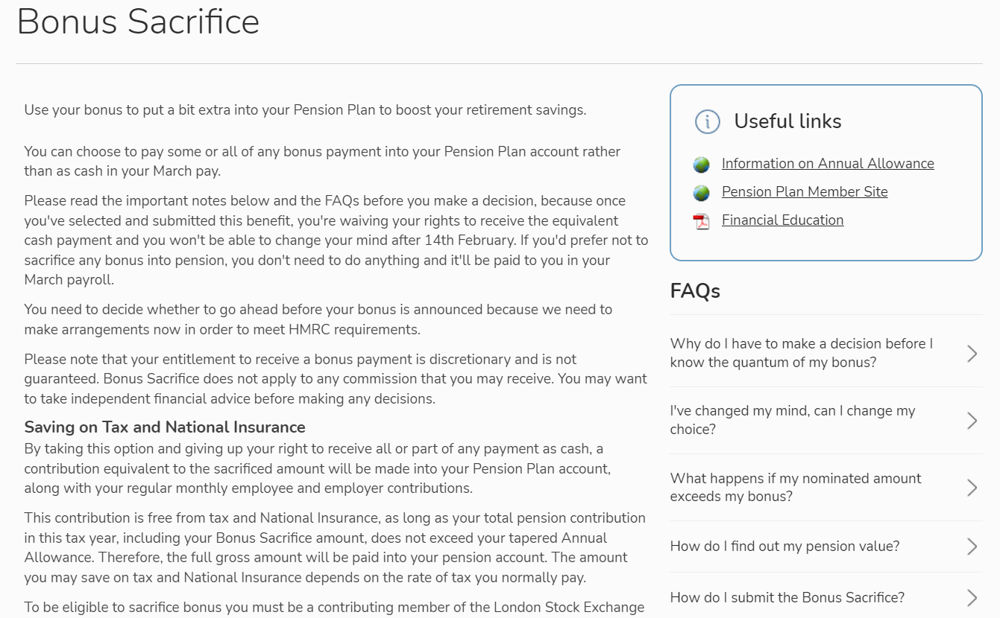 Bonus Sacrifice
Use your bonus to put a bit extra into your Pension Plan to boost your retirement savings.
You can choose to pay some or all of any bonus payment into your Pension Plan account rather
than as cash in your March pay.
Please read the important notes below and the FAQs before you make a decision, because once
you've selected and submitted this benefit, you're waiving your rights to receive the equivalent
cash payment and you won't be able to change your mind after 14th February. If you'd prefer not to
sacrifice any bonus into pension, you don't need to do anything and it'll be paid to you in your
March payroll.
You need to decide whether to go ahead before your bonus is announced because we need to
make arrangements now in order to meet HMRC requirements.
Please note that your entitlement to receive a bonus payment is discretionary and is not
guaranteed. Bonus Sacrifice does not apply to any commission that you may receive. You may want
to take independent financial advice before making any decisions.
Saving on Tax and National Insurance
By taking this option and giving up your right to receive all or part of any payment as cash, a
contribution equivalent to the sacrificed amount will be made into your Pension Plan account,
along with your regular monthly employee and employer contributions.
This contribution is free from tax and National Insurance, as long as your total pension contribution
in this tax year, including your Bonus Sacrifice amount, does not exceed your tapered Annual
Allowance. Therefore, the full gross amount will be paid into your pension account. The amount
you may save on tax and National Insurance depends on the rate of tax you normally pay.
To be eligible to sacrifice bonus you must be a contributing member of the London Stock Exchange
Useful links
Information on Annual Allowance
Pension Plan Member Site
Financial Education
FAQs
Why do I have to make a decision before I
know the quantum of my bonus?
I've changed my mind, can I change my
choice?
What happens if my nominated amount
exceeds my bonus?
How do I find out my pension value?
How do I submit the Bonus Sacrifice?